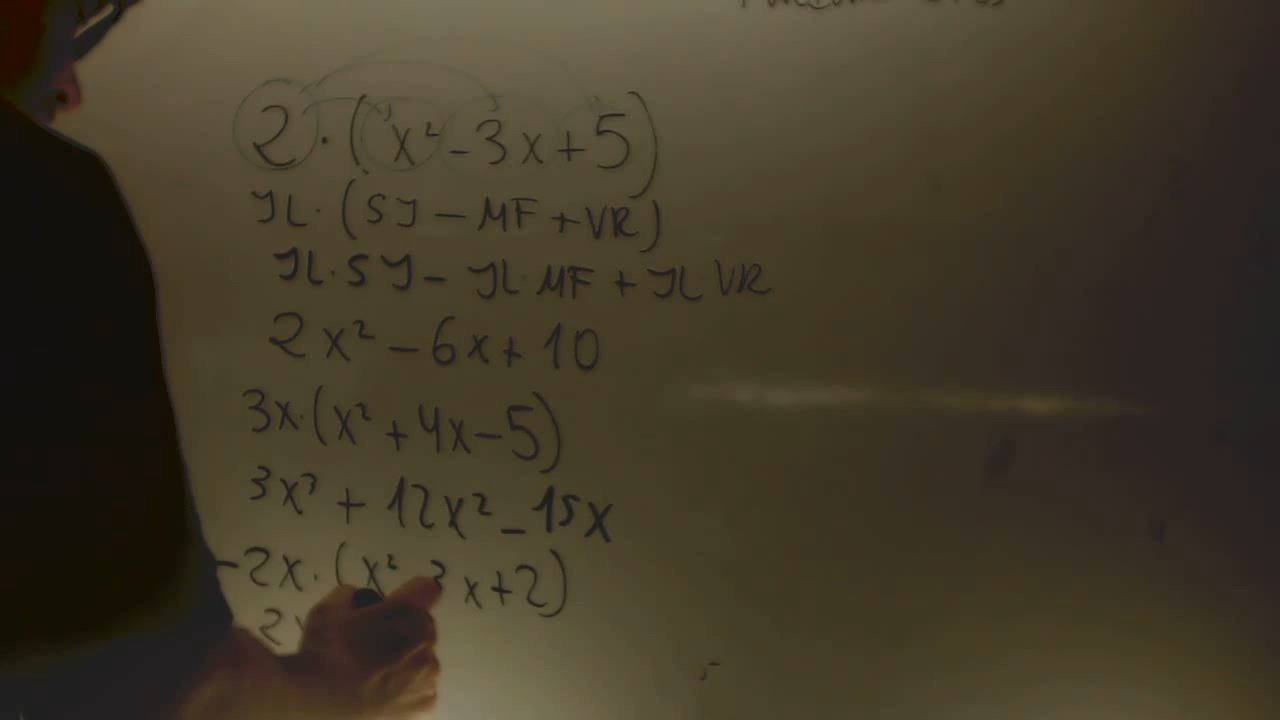 2·(x²-3x+5)
JL·(SJ-MF+VR)
JL·SJ-JL·MF+JL VR
2x²-6x+10
3x·(x²+4x-5)
3x³+12x²-15x
-2x·(x² 3x+2)